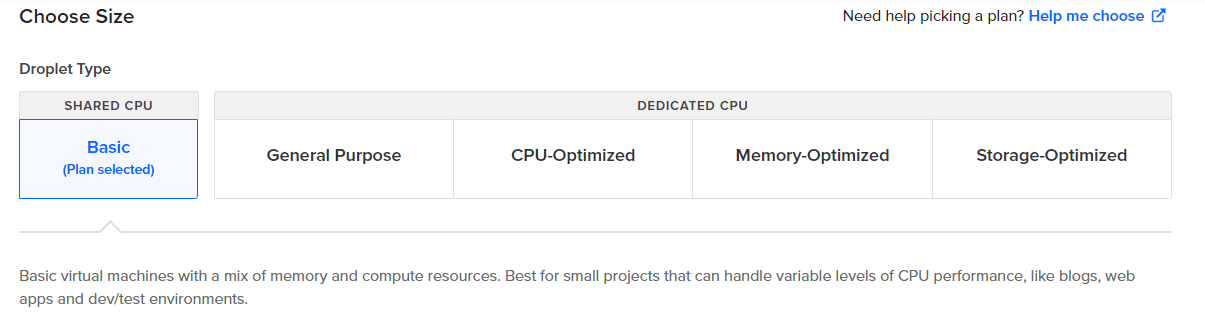 Choose Size
Need help picking a plan? Help me choose
Droplet Type
SHARED CPU
DEDICATED CPU
Basic
(Plan selected)
General Purpose
CPU-Optimized
Memory-Optimized
Storage-Optimized
Basic virtual machines with a mix of memory and compute resources. Best for small projects that can handle variable levels of CPU performance, like blogs, web
apps and dev/test environments.